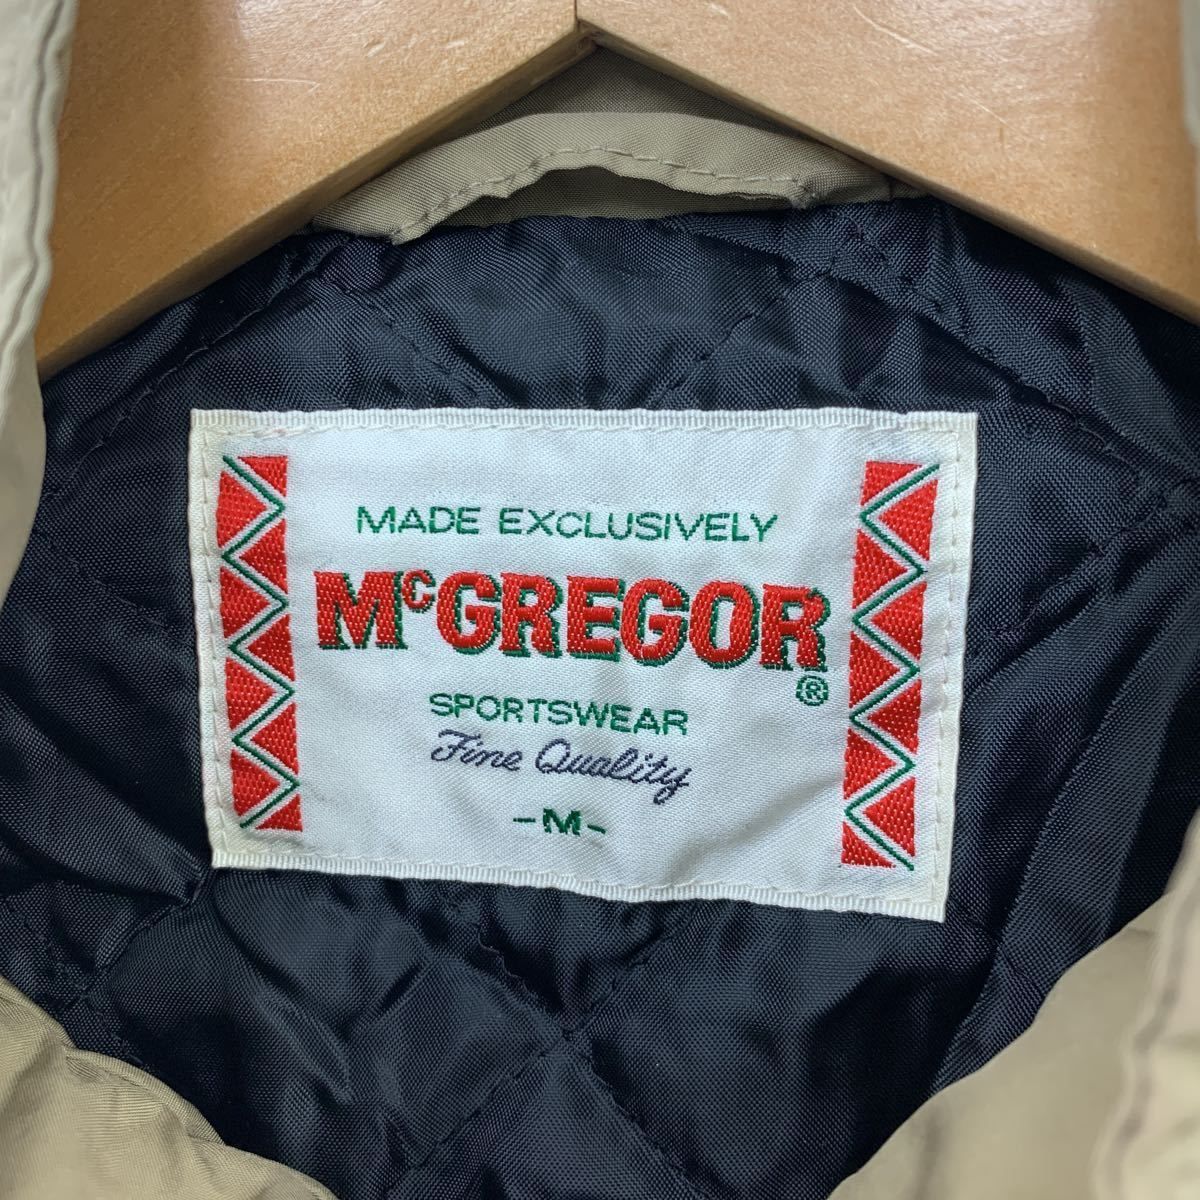 MADE EXCLUSIVELY
McGREGOR®
SPORTSWEAR
Fine Quality
-M-